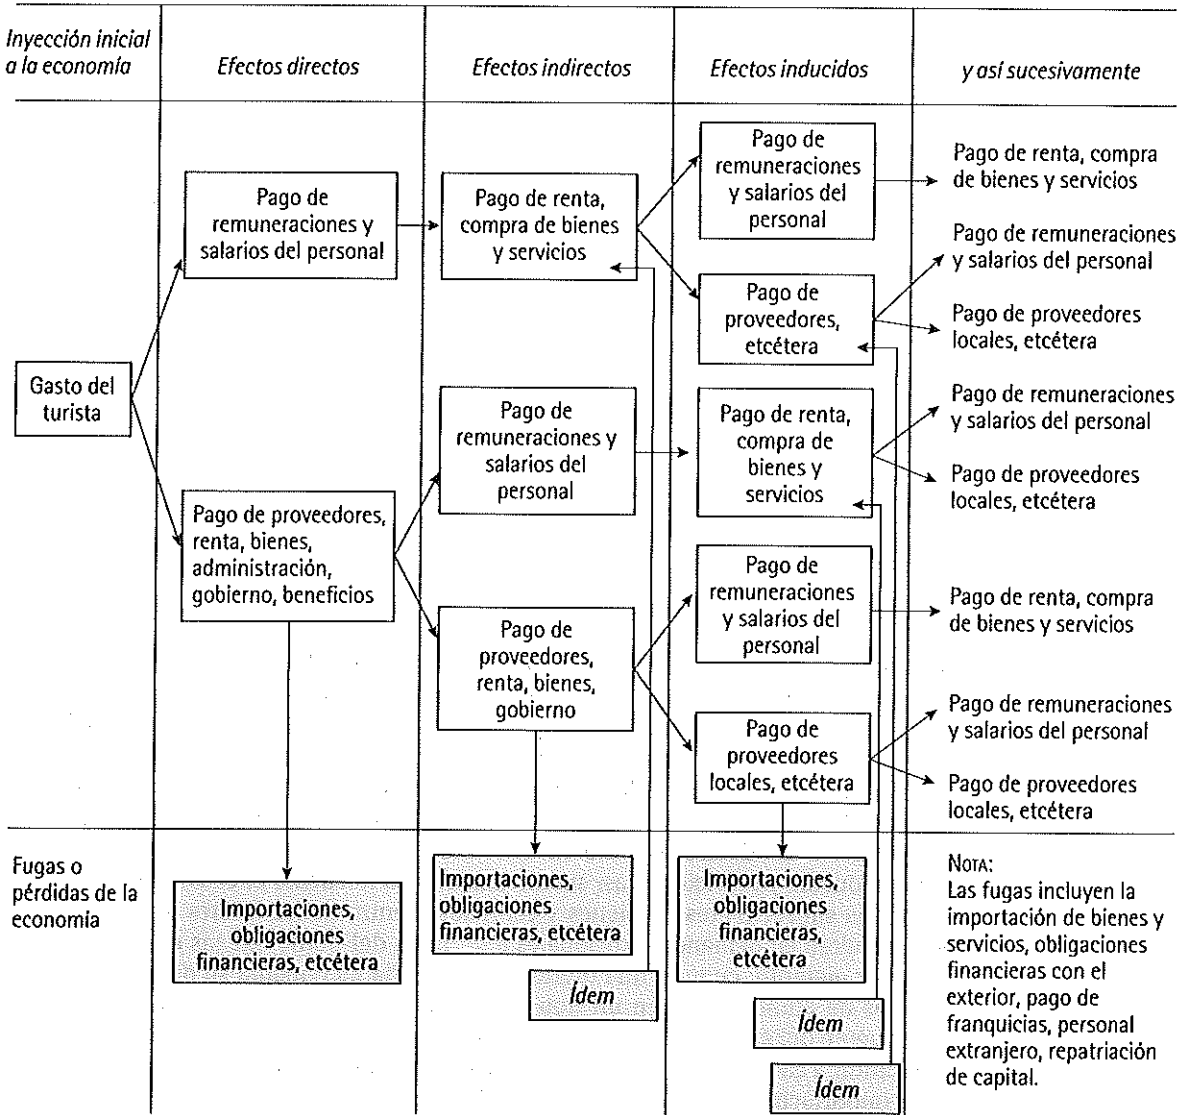 Inyección inicial
a la economía
Efectos directos
Efectos indirectos
Efectos inducidos
y así sucesivamente
Gasto del
turista
Pago de
remuneraciones y
salarios del personal
Pago de proveedores,
renta, bienes,
administración,
gobierno, beneficios
Pago de renta,
compra de bienes
y servicios
Pago de
remuneraciones y
salarios del
personal
Pago de
proveedores,
renta, bienes,
gobierno
Pago de
remuneraciones
y salarios del
personal
Pago de
proveedores,
etcétera
Pago de renta,
compra de
bienes y
servicios
Pago de
remuneraciones
y salarios del
personal
Pago de
proveedores
locales, etcétera
Pago de renta, compra
de bienes y servicios
Pago de remuneraciones
y salarios del personal
Pago de proveedores
locales, etcétera
Pago de remuneraciones
y salarios del personal
Pago de proveedores
locales, etcétera
Pago de renta, compra
de bienes y servicios
Pago de remuneraciones
y salarios del personal
Pago de proveedores
locales, etcétera
Fugas o
pérdidas de la
economía
Importaciones,
obligaciones
financieras, etcétera
Importaciones,
obligaciones
financieras, etcétera
Ídem
Importaciones,
obligaciones
financieras,
etcétera
Ídem
Ídem
NOTA:
Las fugas incluyen la
importación de bienes y
servicios, obligaciones
financieras con el
exterior, pago de
franquicias, personal
extranjero, repatriación
de capital.